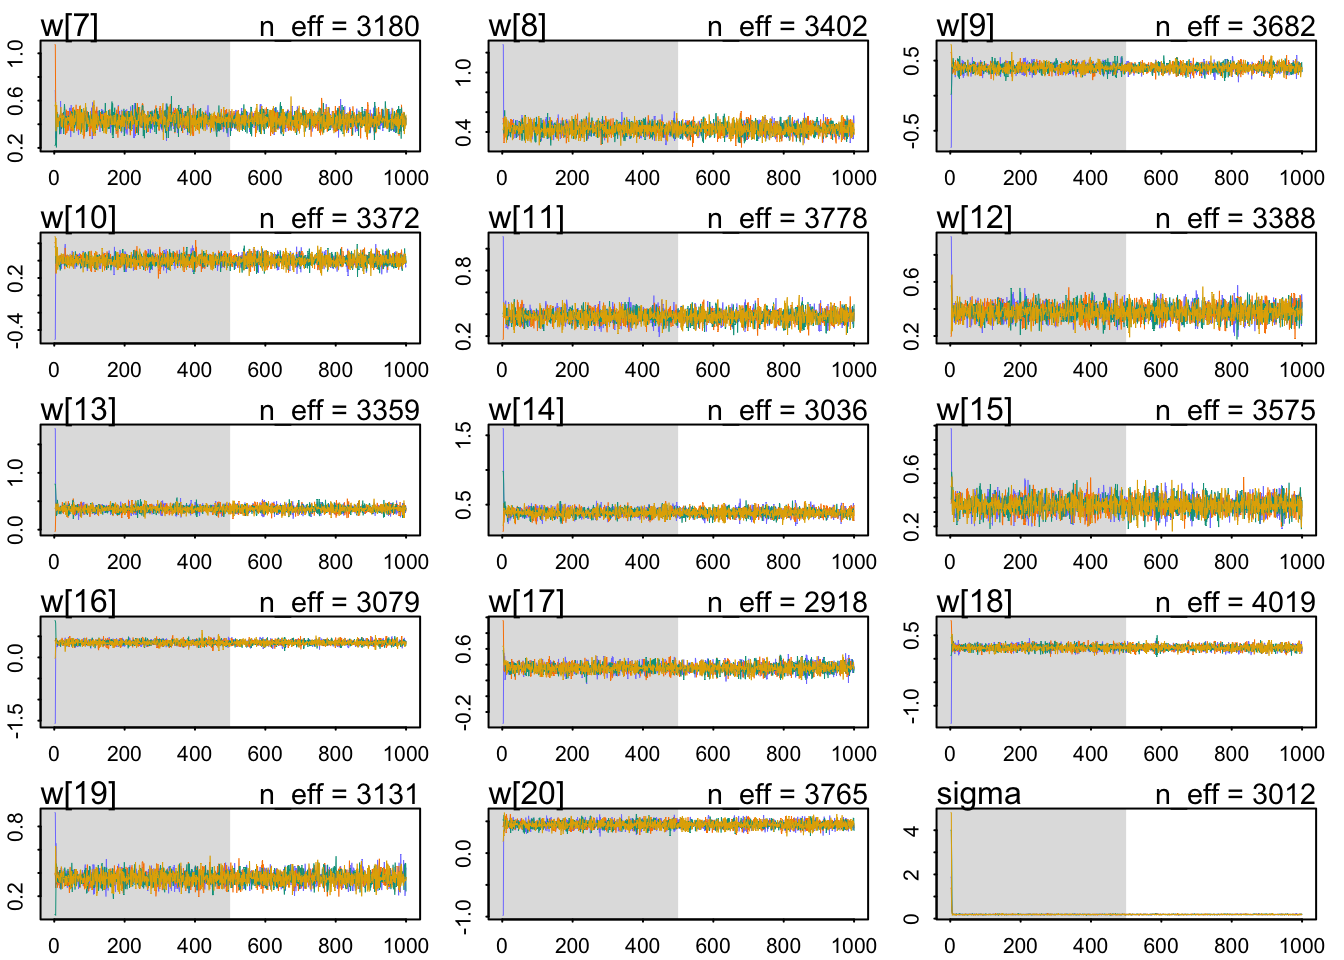 w[7] n_eff = 3180 w[8] n_eff = 3402 w[9] n_eff = 3682
0.2 0.6 1.0 0.4 1.0 -0.5 0.5
0 200 400 600 800 1000 0 200 400 600 800 1000 0 200 400 600 800 1000
w[10] n_eff = 3372 w[11] n_eff = 3778 w[12] n_eff = 3388
-0.4 0.2 0.2 0.8 0.2 0.6
0 200 400 600 800 1000 0 200 400 600 800 1000 0 200 400 600 800 1000
w[13] n_eff = 3359 w[14] n_eff = 3036 w[15] n_eff = 3575
0.0 1.0 0.5 1.5 0.2 0.6
0 200 400 600 800 1000 0 200 400 600 800 1000 0 200 400 600 800 1000
w[16] n_eff = 3079 w[17] n_eff = 2918 w[18] n_eff = 4019
-1.5 0.0 -0.2 0.6 -1.0 0.5
0 200 400 600 800 1000 0 200 400 600 800 1000 0 200 400 600 800 1000
w[19] n_eff = 3131 w[20] n_eff = 3765 sigma n_eff = 3012
0.2 0.8 -1.0 0.0 0 2 4
0 200 400 600 800 1000 0 200 400 600 800 1000 0 200 400 600 800 1000